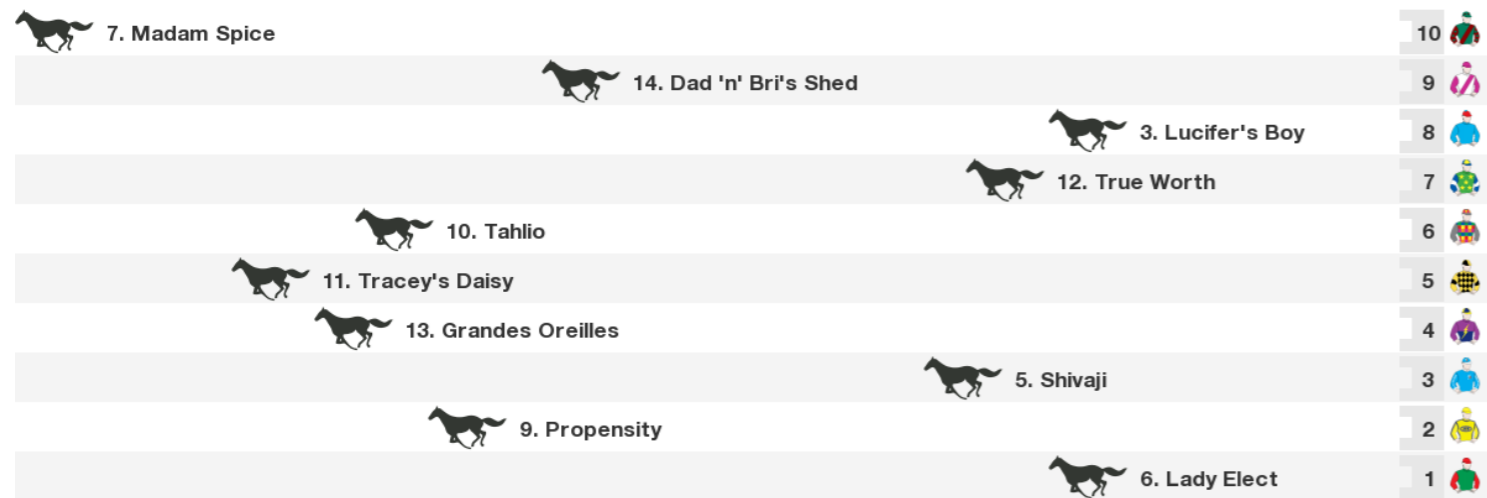 7. Madam Spice 10
14. Dad 'n' Bri's Shed 9
3. Lucifer's Boy 8
12. True Worth 7
10. Tahlio 6
11. Tracey's Daisy 5
13. Grandes Oreilles 4
5. Shivaji 3
9. Propensity 2
6. Lady Elect 1